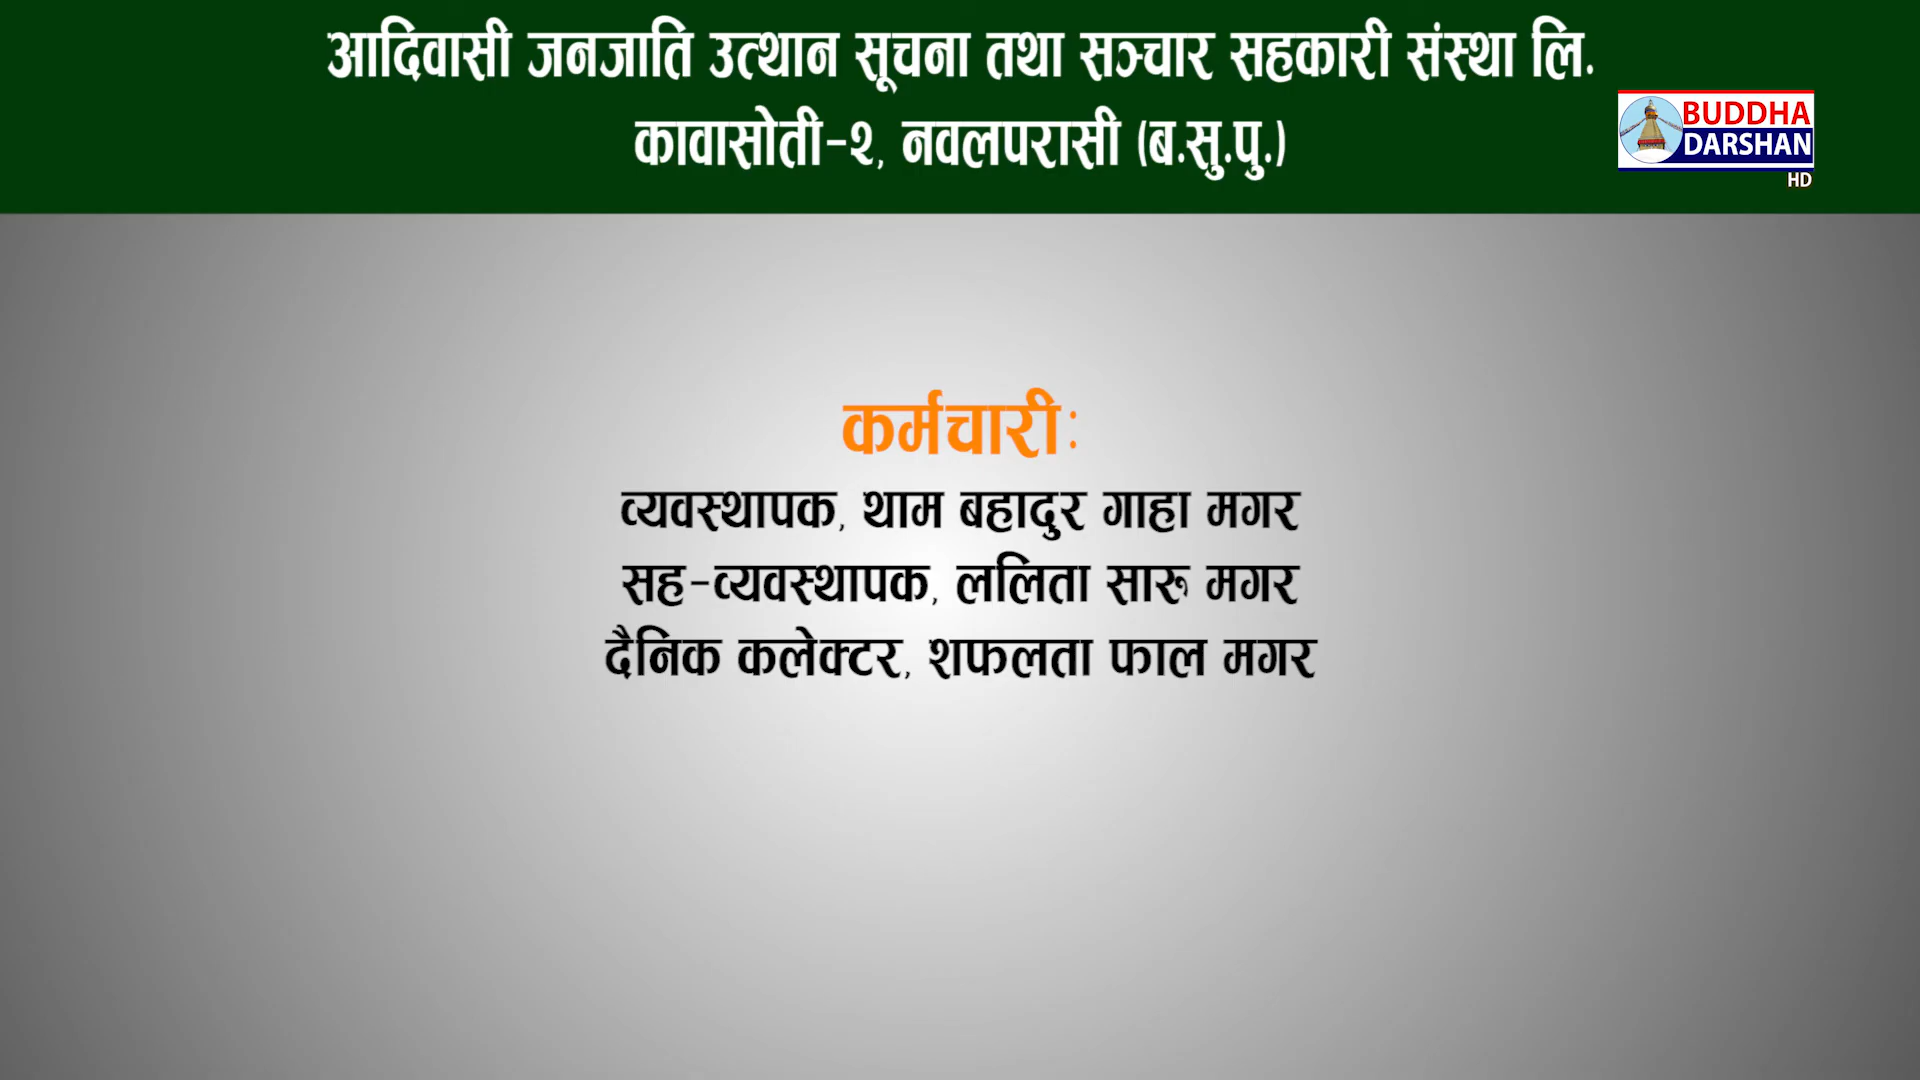 आदिवासी जनजाति उत्थान सूचना तथा सञ्चार सहकारी संस्था लि.
कावासोती-२, नवलपरासी (ब.सु.पु.)
BUDDHA
DARSHAN
HD
कर्मचारीः
व्यवस्थापक, थाम बहादुर गाहा मगर
सह-व्यवस्थापक, ललिता सारु मगर
दैनिक कलेक्टर, शफलता फाल मगर